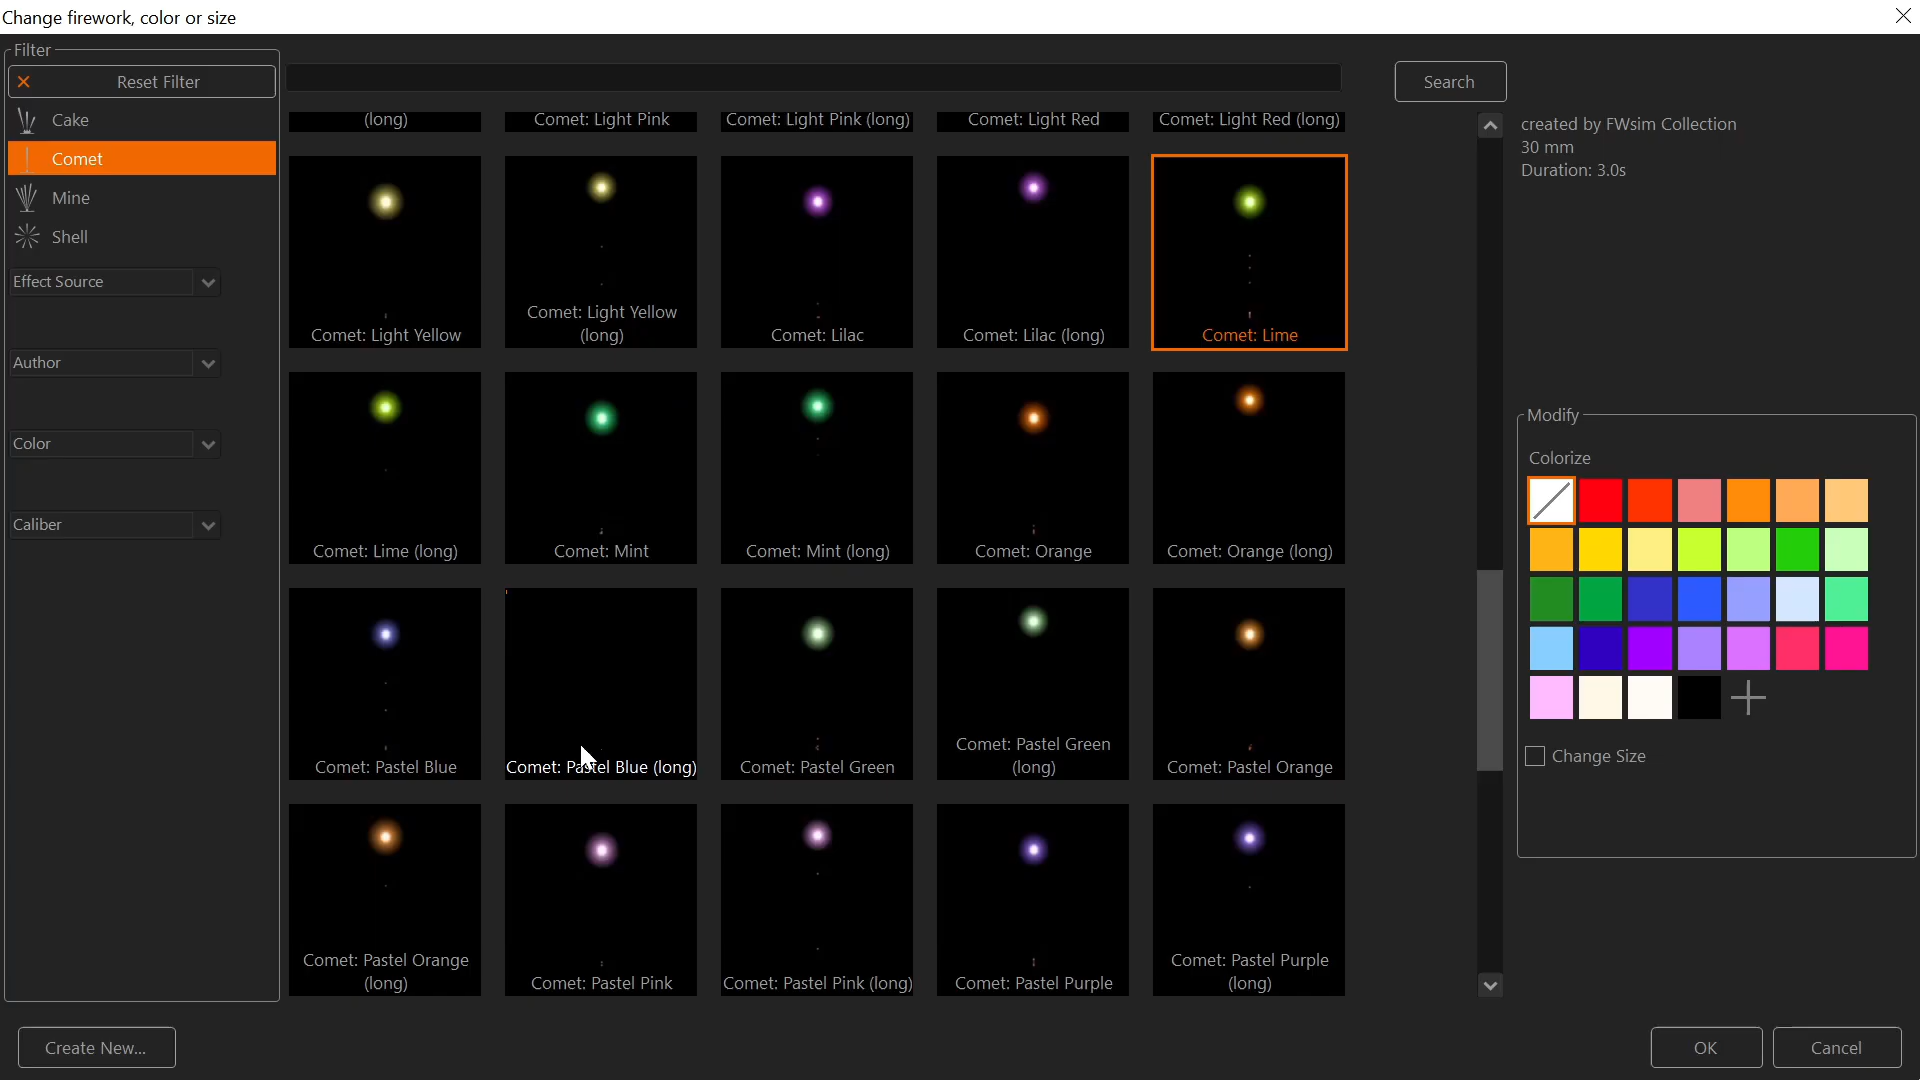 Change firework, color or size
Filter
Reset Filter
Search
Cake
Comet
Mine
Shell
Effect Source
Author
Color
Caliber
(long)
Comet: Light Pink
Comet: Light Pink (long)
Comet: Light Red
Comet: Light Red (long)
Comet: Light Yellow
Comet: Light Yellow
(long)
Comet: Lilac
Comet: Lilac (long)
Comet: Lime
Comet: Lime (long)
Comet: Mint
Comet: Mint (long)
Comet: Orange
Comet: Orange (long)
Comet: Pastel Blue
Comet: Pastel Blue (long)
Comet: Pastel Green
Comet: Pastel Green
(long)
Comet: Pastel Orange
Comet: Pastel Orange
(long)
Comet: Pastel Pink
Comet: Pastel Pink (long)
Comet: Pastel Purple
Comet: Pastel Purple
(long)
created by FWsim Collection
30 mm
Duration: 3.0s
Modify
Colorize
Change Size
Create New...
OK
Cancel